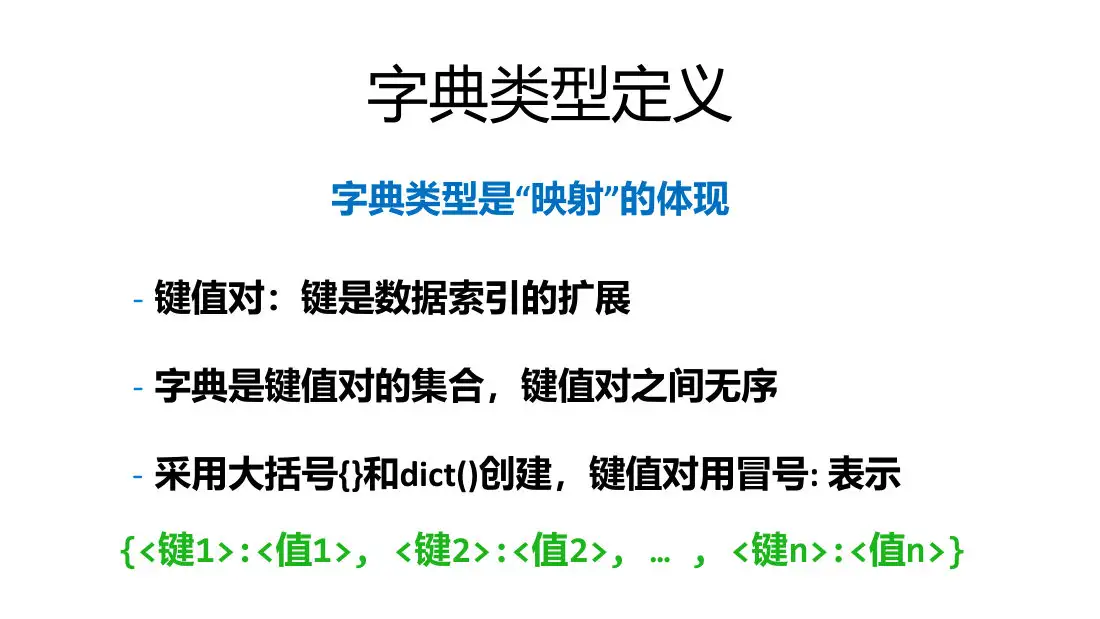 字典类型定义
字典类型是“映射”的体现
- 键值对：键是数据索引的扩展
- 字典是键值对的集合，键值对之间无序
- 采用大括号{}和dict()创建，键值对用冒号: 表示
{<键1>:<值1>, <键2>:<值2>, … , <键n>:<值n>}